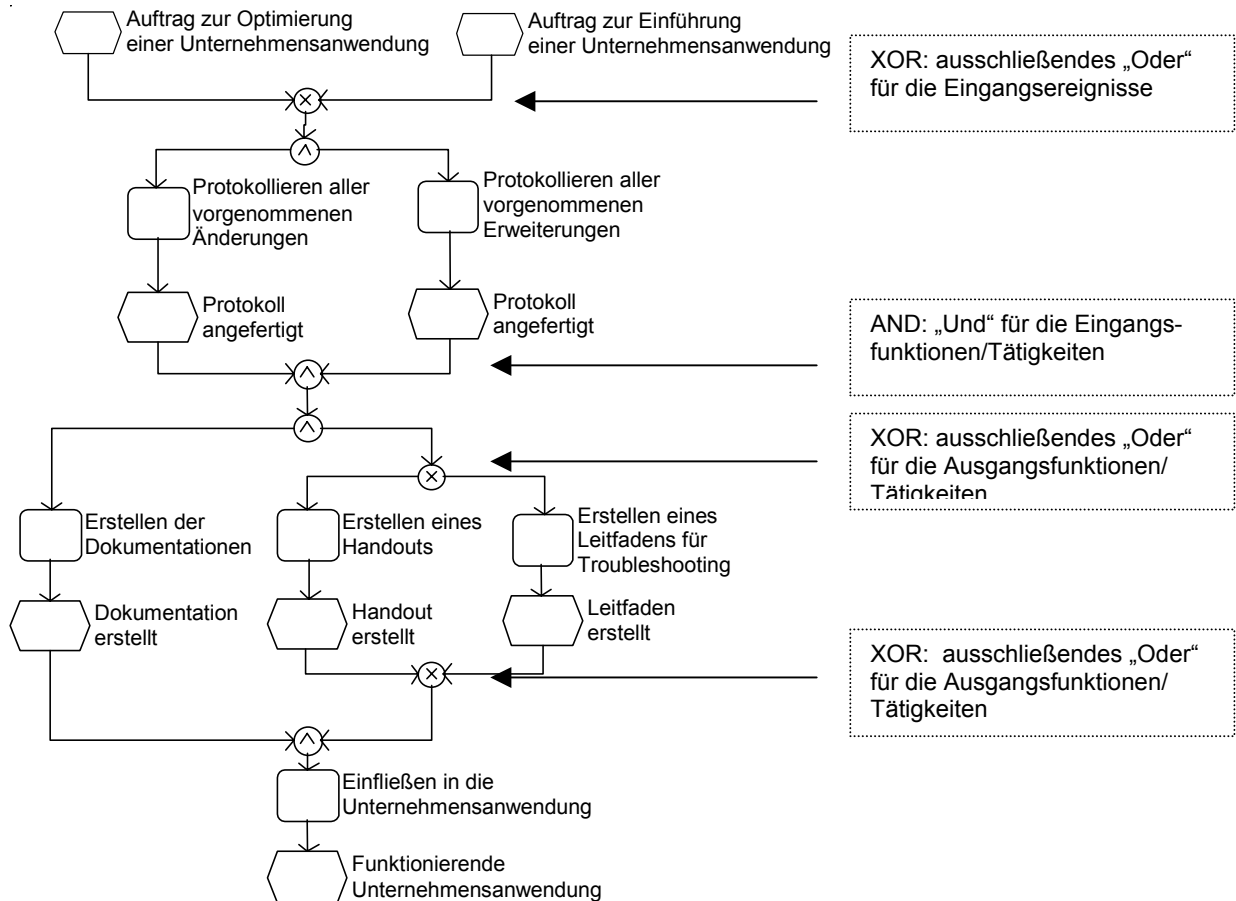 Auftrag zur Optimierung
einer Unternehmensanwendung
Auftrag zur Einführung
einer Unternehmensanwendung
XOR: ausschließendes „Oder“
für die Eingangsereignisse
Protokollieren aller
vorgenommenen
Änderungen
Protokollieren aller
vorgenommenen
Erweiterungen
Protokoll
angefertigt
Protokoll
angefertigt
AND: „Und“ für die Eingangs-
funktionen/Tätigkeiten
XOR: ausschließendes „Oder“
für die Ausgangsfunktionen/
Tätigkeiten
Erstellen der
Dokumentationen
Erstellen eines
Handouts
Erstellen eines
Leitfadens für
Troubleshooting
Dokumentation
erstellt
Handout
erstellt
Leitfaden
erstellt
XOR: ausschließendes „Oder“
für die Ausgangsfunktionen/
Tätigkeiten
Einfließen in die
Unternehmensanwendung
Funktionierende
Unternehmensanwendung